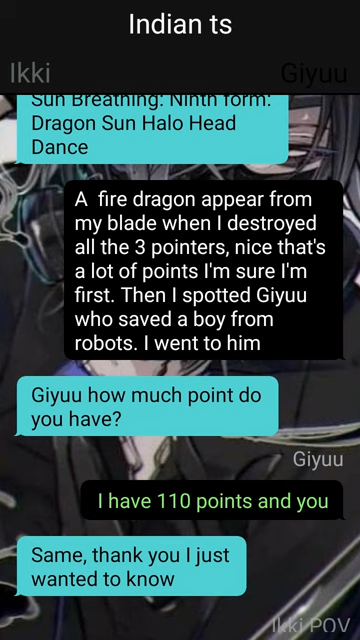 Indian ts
Ikki
Giyuu
Sun Breathing: Ninth form:
Dragon Sun Halo Head
Dance
A  fire dragon appear from
my blade when I destroyed
all the 3 pointers, nice that's
a lot of points I'm sure I'm
first. Then I spotted Giyuu
who saved a boy from
robots. I went to him
Giyuu how much point do
you have?
Giyuu
I have 110 points and you
Same, thank you I just
wanted to know
Ikki POV